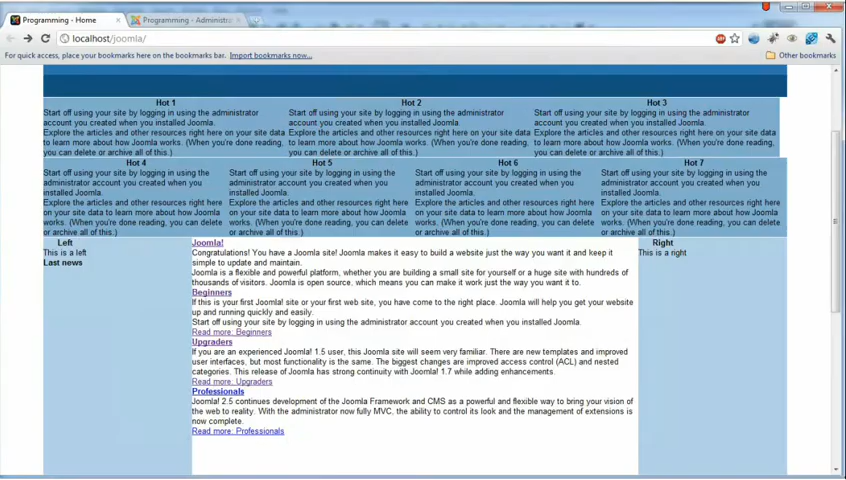 Programming - Home
Programming - Administra
localhost/joomla/
For quick access, place your bookmarks here on the bookmarks bar. Import bookmarks now...
Other bookmarks
Hot 1
Start off using your site by logging in using the administrator
account you created when you installed Joomla.
Explore the articles and other resources right here on your site data
to learn more about how Joomla works. (When you're done reading,
you can delete or archive all of this.)
Hot 2
Start off using your site by logging in using the administrator
account you created when you installed Joomla.
Explore the articles and other resources right here on your site data
to learn more about how Joomla works. (When you're done reading,
you can delete or archive all of this.)
Hot 3
Start off using your site by logging in using the administrator
account you created when you installed Joomla.
Explore the articles and other resources right here on your site data
to learn more about how Joomla works. (When you're done reading,
you can delete or archive all of this.)
Hot 4
Start off using your site by logging in using the
administrator account you created when you
installed Joomla.
Explore the articles and other resources right here
on your site data to learn more about how Joomla
works. (When you're done reading, you can delete
or archive all of this.)
Hot 5
Start off using your site by logging in using the
administrator account you created when you
installed Joomla.
Explore the articles and other resources right here
on your site data to learn more about how Joomla
works. (When you're done reading, you can delete
or archive all of this.)
Hot 6
Start off using your site by logging in using the
administrator account you created when you
installed Joomla.
Explore the articles and other resources right here
on your site data to learn more about how Joomla
works. (When you're done reading, you can delete
or archive all of this.)
Hot 7
Start off using your site by logging in using the
administrator account you created when you
installed Joomla.
Explore the articles and other resources right here
on your site data to learn more about how Joomla
works. (When you're done reading, you can delete
or archive all of this.)
Left
This is a left
Last news
Joomla!
Congratulations! You have a Joomla site! Joomla makes it easy to build a website just the way you want it and keep it
simple to update and maintain.
Joomla is a flexible and powerful platform, whether you are building a small site for yourself or a huge site with hundreds of
thousands of visitors. Joomla is open source, which means you can make it work just the way you want it to.
Beginners
If this is your first Joomla! site or your first web site, you have come to the right place. Joomla will help you get your website
up and running quickly and easily.
Start off using your site by logging in using the administrator account you created when you installed Joomla.
Read more: Beginners
Upgraders
If you are an experienced Joomla! 1.5 user, this Joomla site will seem very familiar. There are new templates and improved
user interfaces, but most functionality is the same. The biggest changes are improved access control (ACL) and nested
categories. This release of Joomla has strong continuity with Joomla! 1.7 while adding enhancements.
Read more: Upgraders
Professionals
Joomla! 2.5 continues development of the Joomla Framework and CMS as a powerful and flexible way to bring your vision of
the web to reality. With the administrator now fully MVC, the ability to control its look and the management of extensions is
now complete.
Read more: Professionals
Right
This is a right